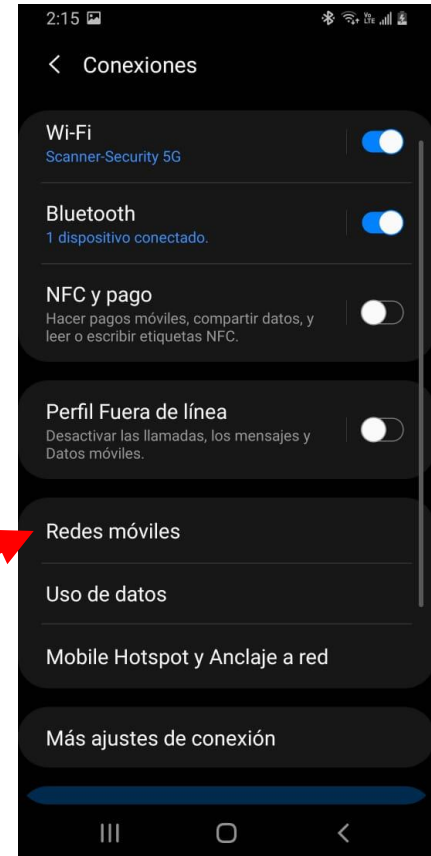 2:15
Vo
LTE
Conexiones
Wi-Fi
Scanner-Security 5G
Bluetooth
1 dispositivo conectado.
NFC y pago
Hacer pagos móviles, compartir datos, y
leer o escribir etiquetas NFC.
Perfil Fuera de línea
Desactivar las llamadas, los mensajes y
Datos móviles.
Redes móviles
Uso de datos
Mobile Hotspot y Anclaje a red
Más ajustes de conexión